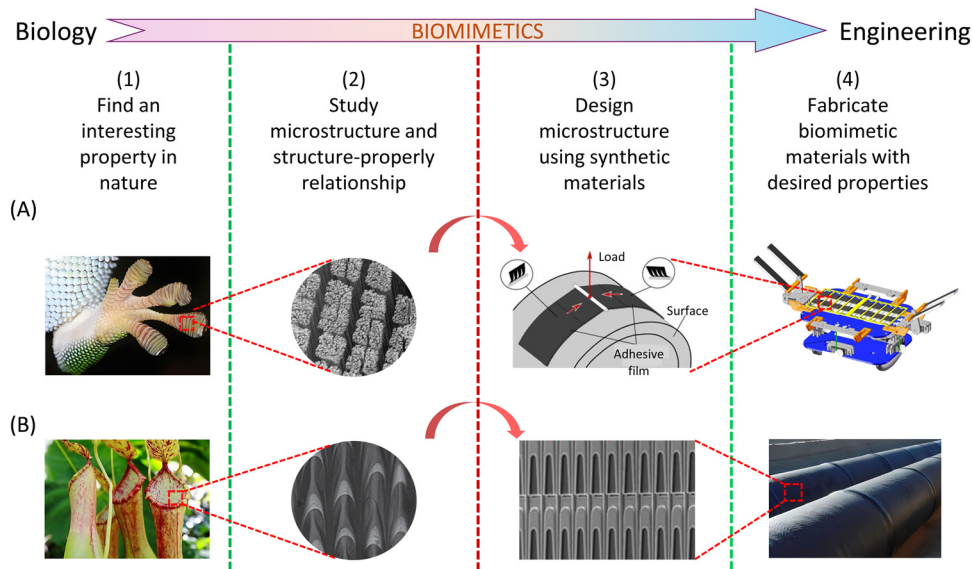 Biology
BIOMIMETICS
Engineering
(1)
Find an
interesting
property in
nature
(2)
Study
microstructure and
structure-properly
relationship
(3)
Design
microstructure
using synthetic
materials
(4)
Fabricate
biomimetic
materials with
desired properties
(A)
Load
Surface
Adhesive
film
(B)